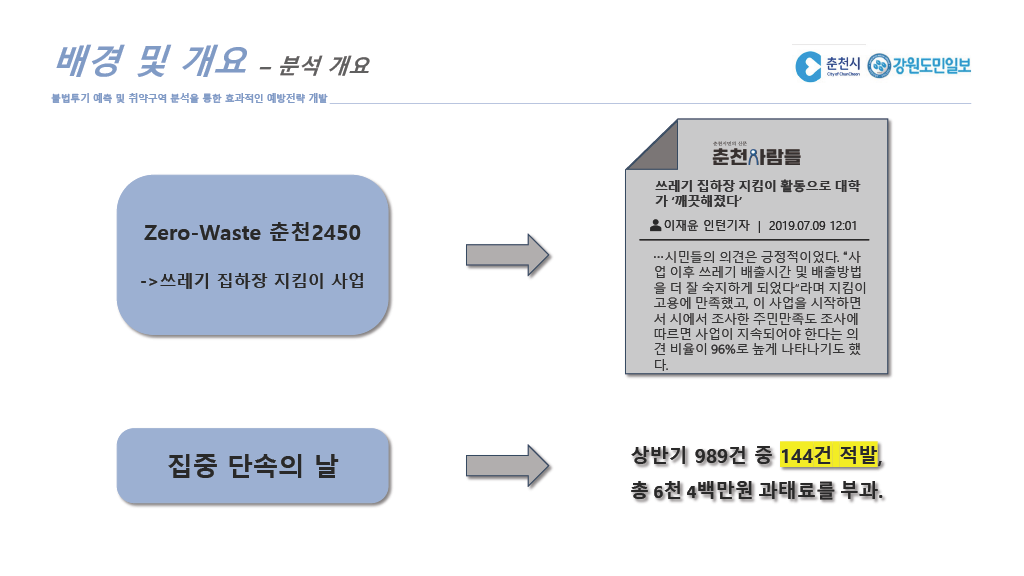 배경 및 개요 – 분석 개요
불법투기 예측 및 취약구역 분석을 통한 효과적인 예방전략 개발
춘천시
City of ChunCheon
강원도민일보
Zero-Waste 춘천2450
->쓰레기 집하장 지킴이 사업
춘천시민의 신문
춘천사람들
쓰레기 집하장 지킴이 활동으로 대학
가 ‘깨끗해졌다’
이재윤 인턴기자 | 2019.07.09 12:01
…시민들의 의견은 긍정적이었다. “사
업 이후 쓰레기 배출시간 및 배출방법
을 더 잘 숙지하게 되었다”라며 지킴이
고용에 만족했고, 이 사업을 시작하면
서 시에서 조사한 주민만족도 조사에
따르면 사업이 지속되어야 한다는 의
견 비율이 96%로 높게 나타나기도 했
다.
집중 단속의 날
상반기 989건 중 144건 적발,
총 6천 4백만원 과태료를 부과.